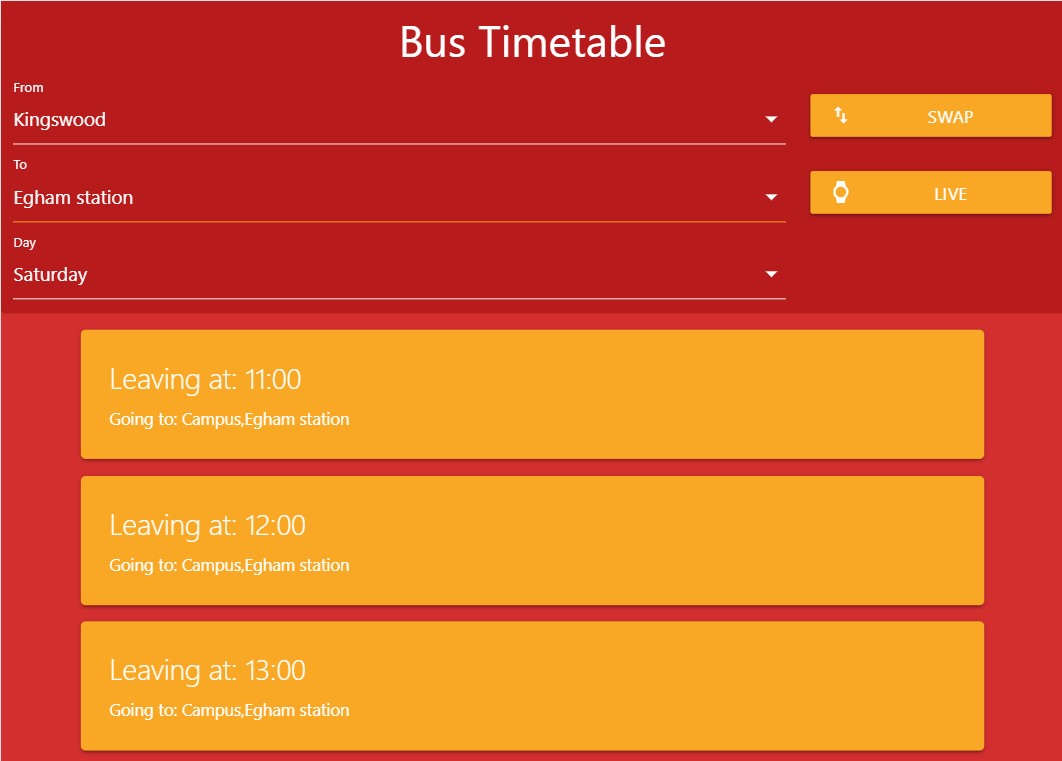 Bus Timetable
From
Kingswood
SWAP
To
Egham station
LIVE
Day
Saturday
Leaving at: 11:00
Going to: Campus,Egham station
Leaving at: 12:00
Going to: Campus,Egham station
Leaving at: 13:00
Going to: Campus,Egham station